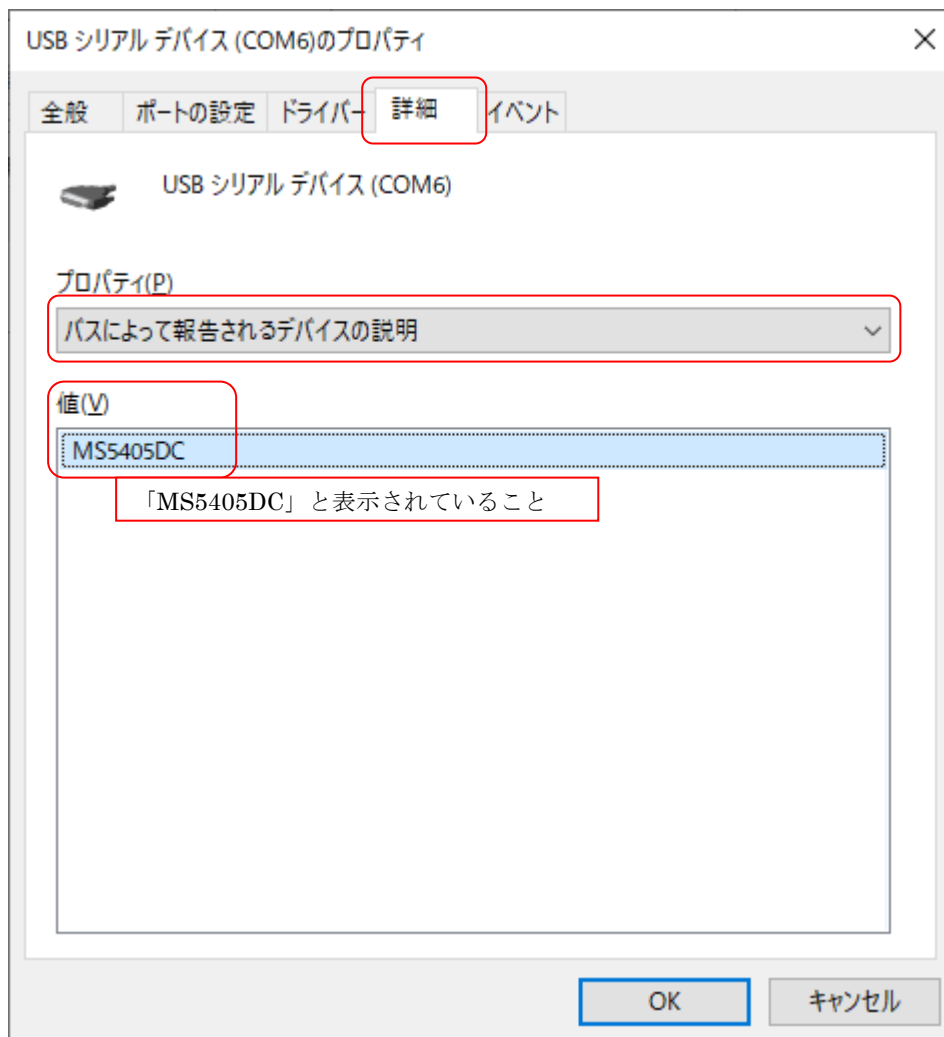 USB シリアル デバイス (COM6)のプロパティ
全般 ポートの設定 ドライバー 詳細 イベント
USB シリアル デバイス (COM6)
プロパティ(P)
バスによって報告されるデバイスの説明
値(V)
MS5405DC
「MS5405DC」と表示されていること
OK キャンセル